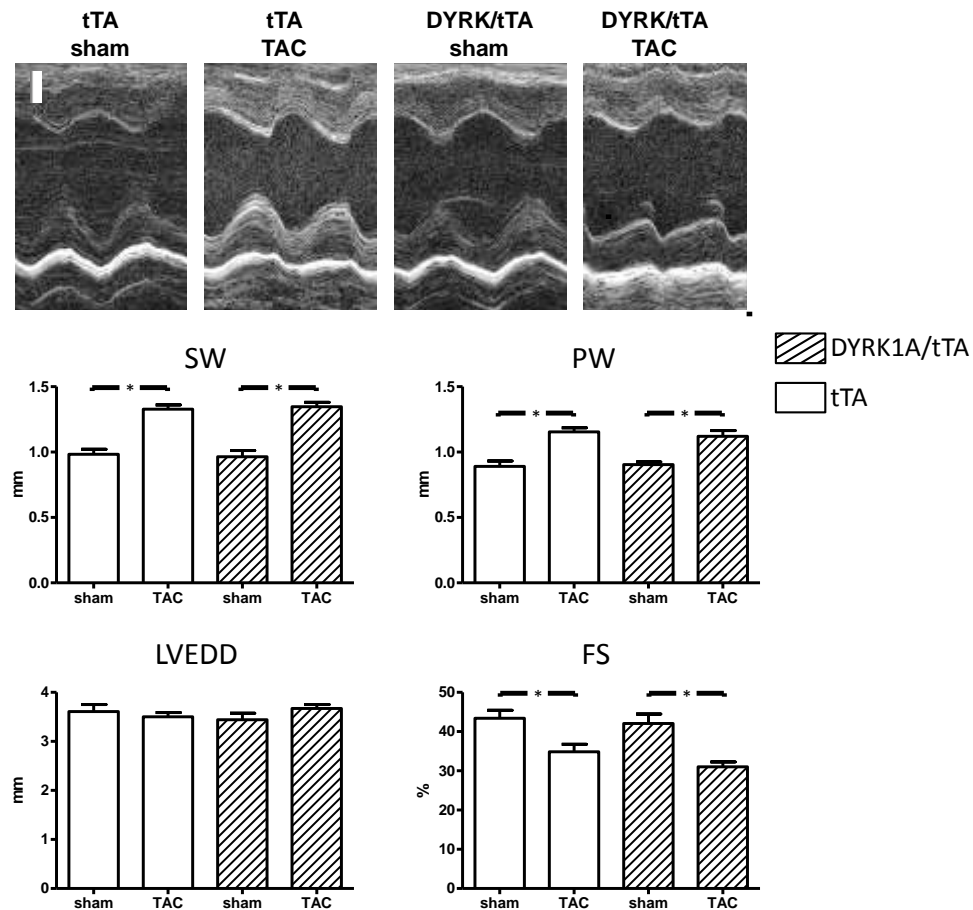 tTA
sham
tTA
TAC
DYRK/tTA
sham
DYRK/tTA
TAC
DYRK1A/tTA
tTA
SW
* *
1.5
1.0
0.5
0.0
mm
sham TAC sham TAC
PW
* *
1.5
1.0
0.5
0.0
mm
sham TAC sham TAC
LVEDD
4
3
2
1
0
mm
sham TAC sham TAC
FS
* *
50
40
30
20
10
0
%
sham TAC sham TAC